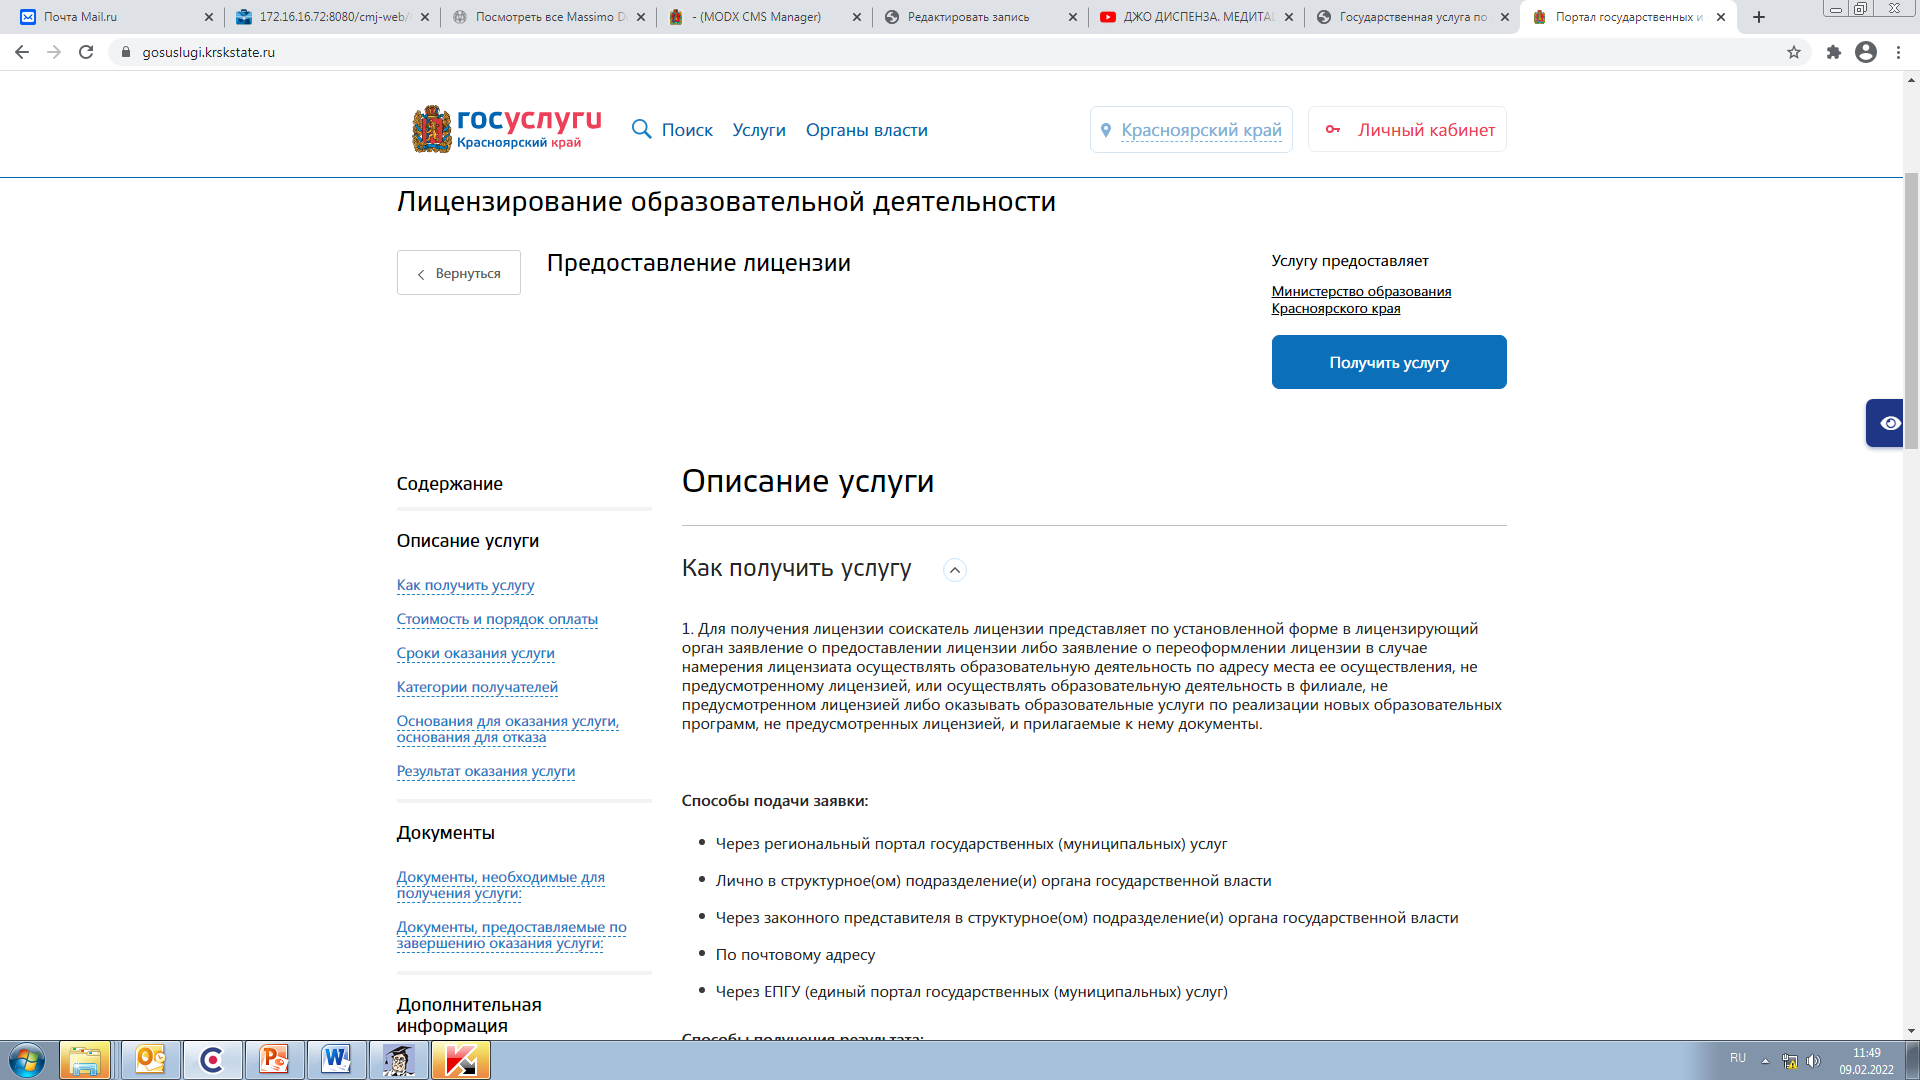 Почта Mail.ru
172.16.16.72:8080/cmj-web/
Посмотреть все Massimo D
- (MODX CMS Manager)
Редактировать запись
ДЖО ДИСПЕНЗА. МЕДИТА
Государственная услуга по
Портал государственных и
gosuslugi.krskstate.ru
госуслуги
Красноярский край
Поиск
Услуги
Органы власти
Красноярский край
Личный кабинет
Лицензирование образовательной деятельности
Вернуться
Предоставление лицензии
Услугу предоставляет
Министерство образования
Красноярского края
Получить услугу
Содержание
Описание услуги
Как получить услугу
Стоимость и порядок оплаты
Сроки оказания услуги
Категории получателей
Основания для оказания услуги,
основания для отказа
Результат оказания услуги
Документы
Документы, необходимые для
получения услуги:
Документы, предоставляемые по
завершению оказания услуги:
Дополнительная
информация
Описание услуги
Как получить услугу
1. Для получения лицензии соискатель лицензии представляет по установленной форме в лицензирующий
орган заявление о предоставлении лицензии либо заявление о переоформлении лицензии в случае
намерения лицензиата осуществлять образовательную деятельность по адресу места ее осуществления, не
предусмотренному лицензией, или осуществлять образовательную деятельность в филиале, не
предусмотренном лицензией либо оказывать образовательные услуги по реализации новых образовательных
программ, не предусмотренных лицензией, и прилагаемые к нему документы.
Способы подачи заявки:
Через региональный портал государственных (муниципальных) услуг
Лично в структурное(ом) подразделение(и) органа государственной власти
Через законного представителя в структурное(ом) подразделение(и) органа государственной власти
По почтовому адресу
Через ЕПГУ (единый портал государственных (муниципальных) услуг)
Способы получения результата:
RU
11:49
09.02.2022